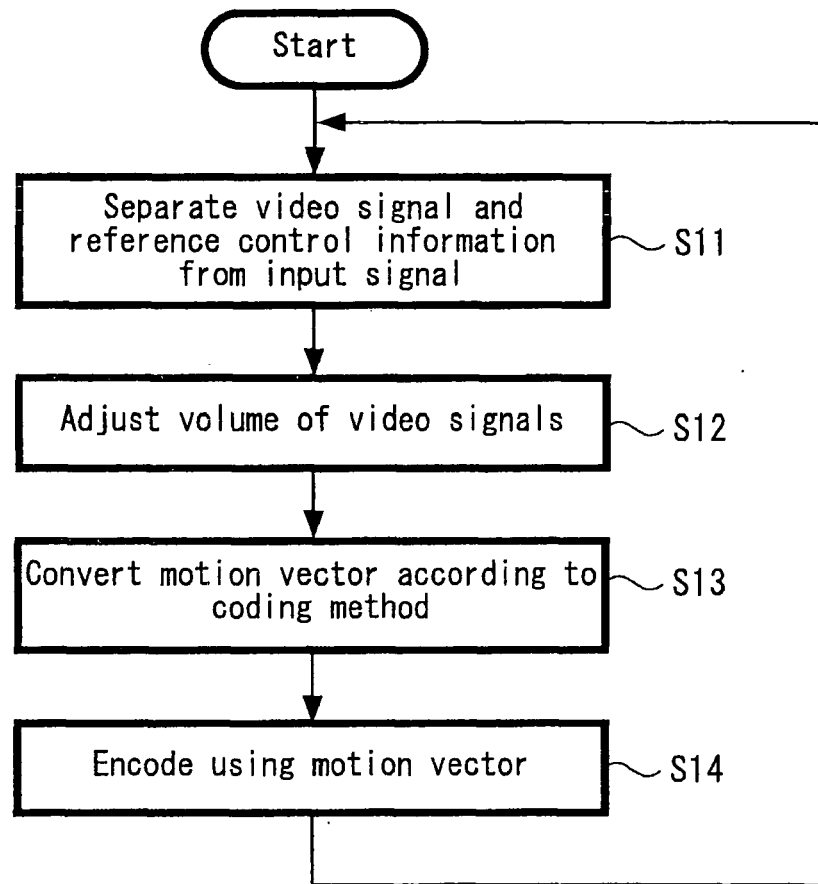 Start
Separate video signal and
reference control information
from input signal
S11
Adjust volume of video signals
S12
Convert motion vector according to
coding method
S13
Encode using motion vector
S14